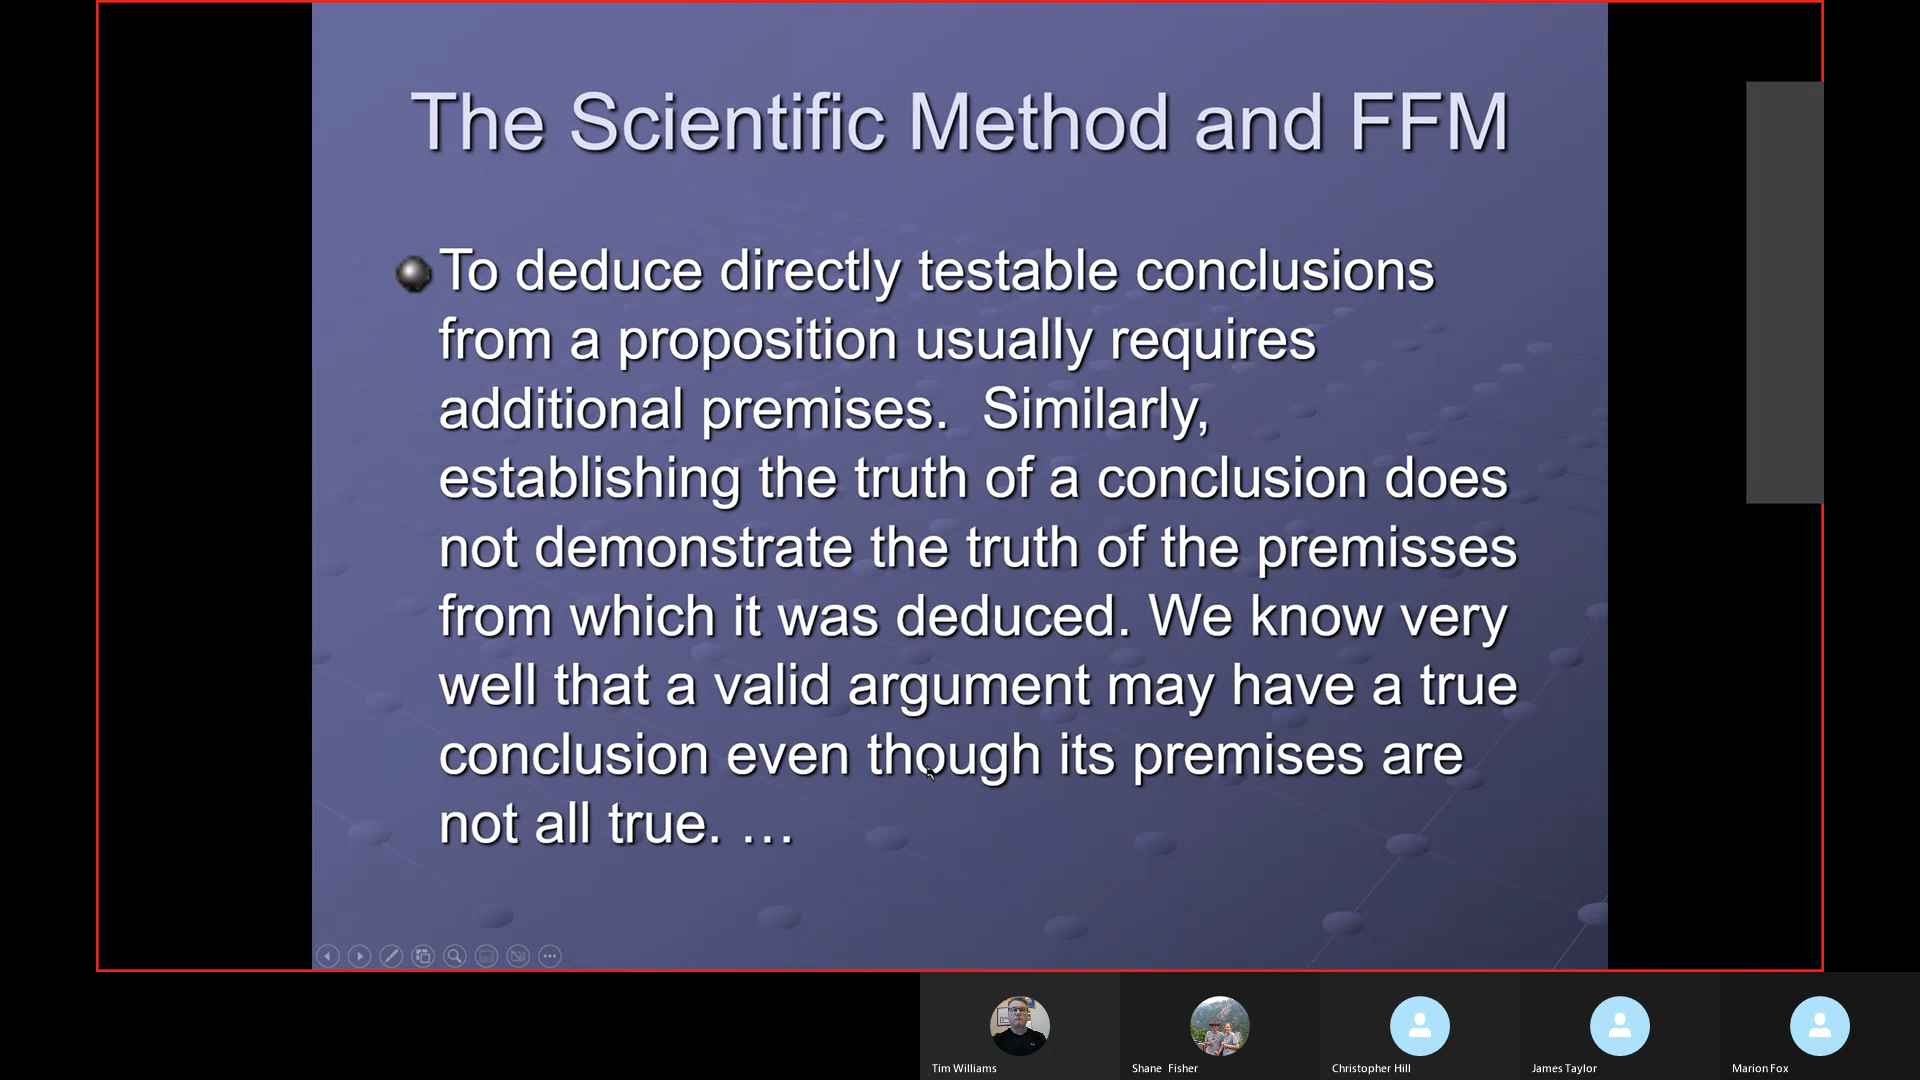 The Scientific Method and FFM
To deduce directly testable conclusions
from a proposition usually requires
additional premises.  Similarly,
establishing the truth of a conclusion does
not demonstrate the truth of the premisses
from which it was deduced. We know very
well that a valid argument may have a true
conclusion even though its premises are
not all true. …
Tim Williams
Shane  Fisher
Christopher Hill
James Taylor
Marion Fox